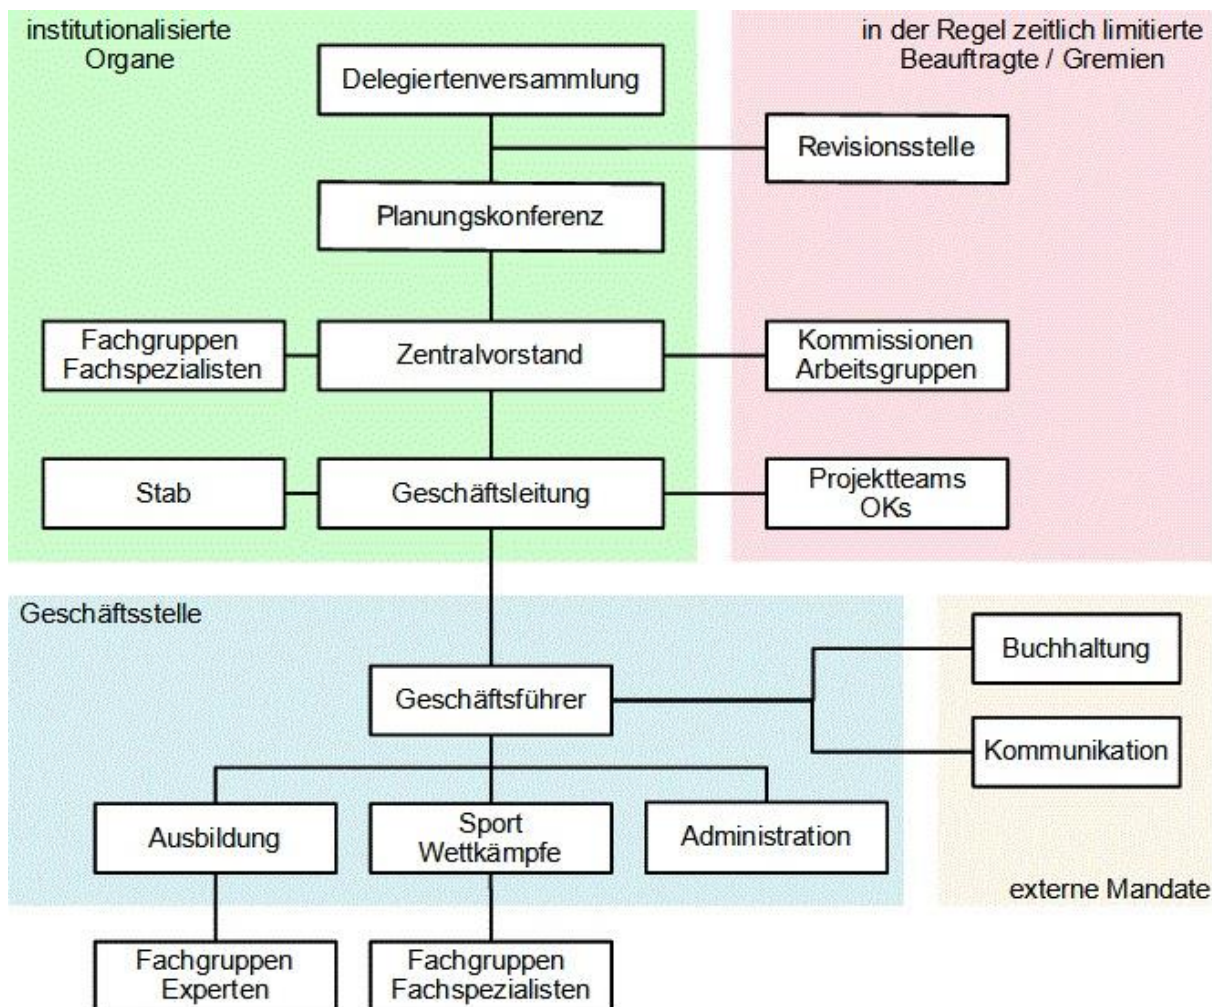 institutionalisierte
Organe
in der Regel zeitlich limitierte
Beauftragte / Gremien
Delegiertenversammlung
Revisionsstelle
Planungskonferenz
Fachgruppen
Fachspezialisten
Zentralvorstand
Kommissionen
Arbeitsgruppen
Stab
Geschäftsleitung
Projektteams
OKs
Geschäftsstelle
Buchhaltung
Geschäftsführer
Kommunikation
Ausbildung
Sport
Wettkämpfe
Administration
externe Mandate
Fachgruppen
Experten
Fachgruppen
Fachspezialisten